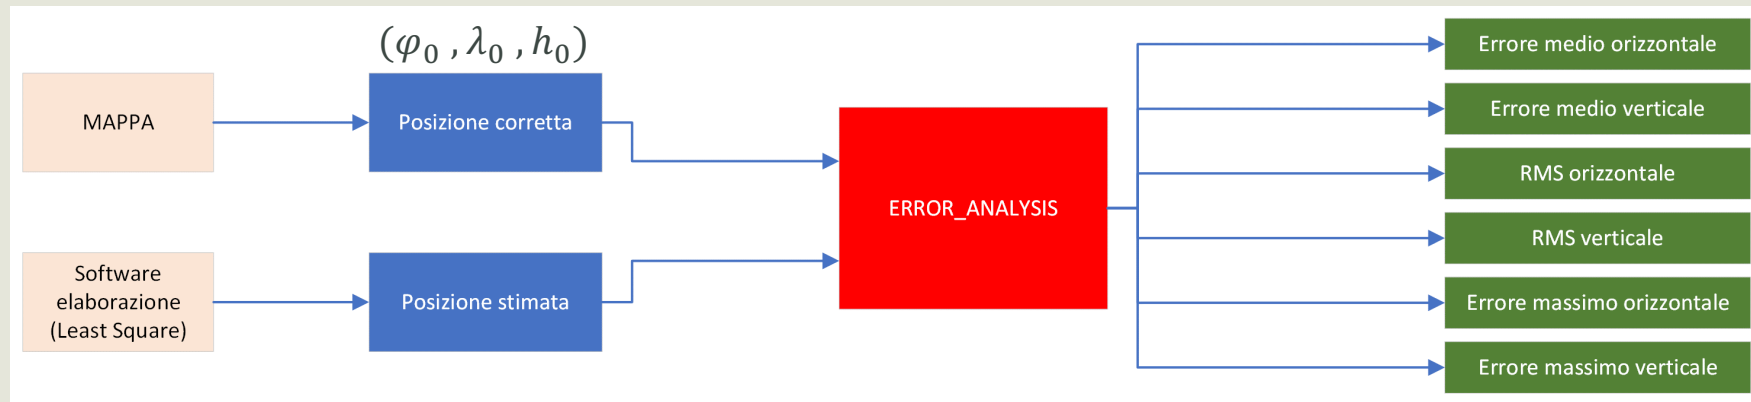 (φ₀ , λ₀ , h₀)
MAPPA
Posizione corretta
Software
elaborazione
(Least Square)
Posizione stimata
ERROR_ANALYSIS
Errore medio orizzontale
Errore medio verticale
RMS orizzontale
RMS verticale
Errore massimo orizzontale
Errore massimo verticale